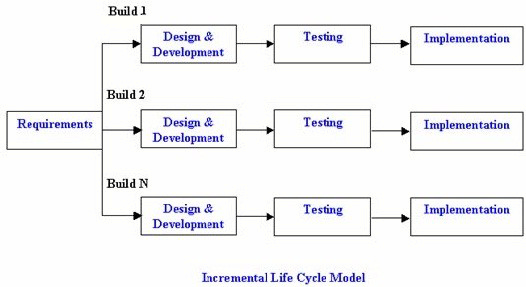 Build 1
Design &
Development
Testing
Implementation
Build 2
Requirements
Design &
Development
Testing
Implementation
Build N
Design &
Development
Testing
Implementation
Incremental Life Cycle Model